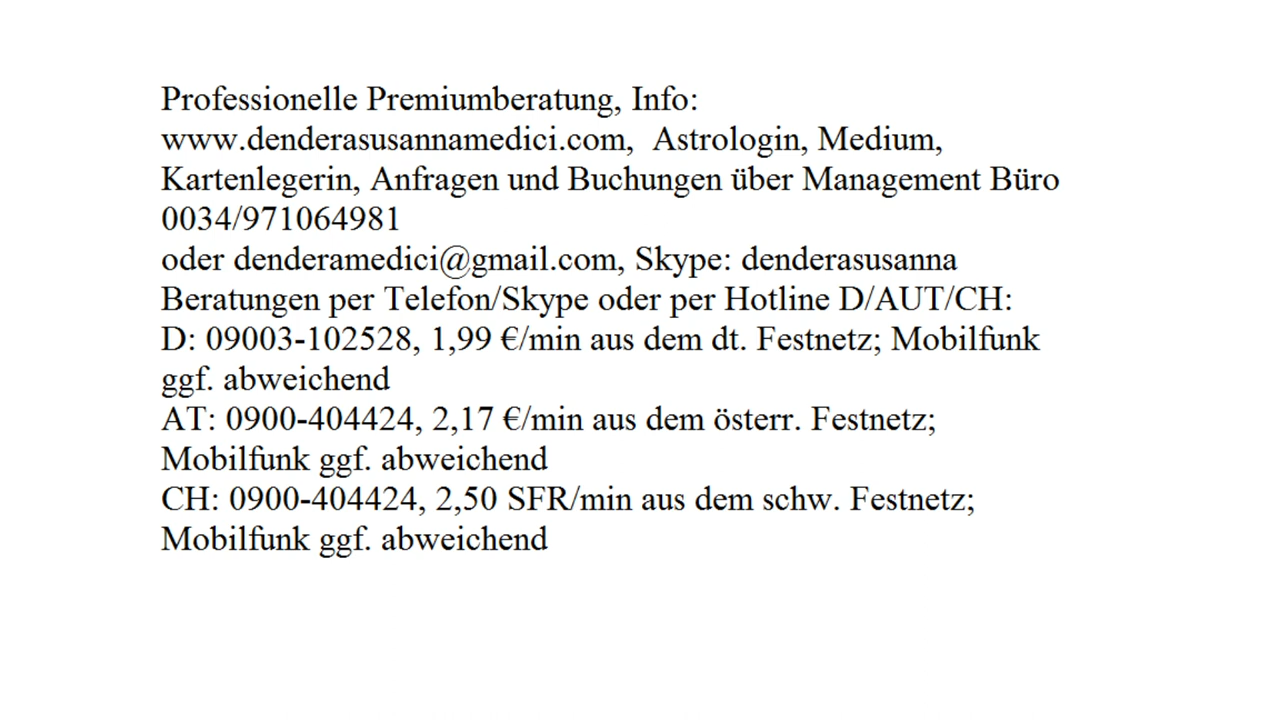 Professionelle Premiumberatung, Info:
www.denderasusannamedici.com,  Astrologin, Medium,
Kartenlegerin, Anfragen und Buchungen über Management Büro
0034/971064981
oder denderamedici@gmail.com, Skype: denderasusanna
Beratungen per Telefon/Skype oder per Hotline D/AUT/CH:
D: 09003-102528, 1,99 €/min aus dem dt. Festnetz; Mobilfunk
ggf. abweichend
AT: 0900-404424, 2,17 €/min aus dem österr. Festnetz;
Mobilfunk ggf. abweichend
CH: 0900-404424, 2,50 SFR/min aus dem schw. Festnetz;
Mobilfunk ggf. abweichend